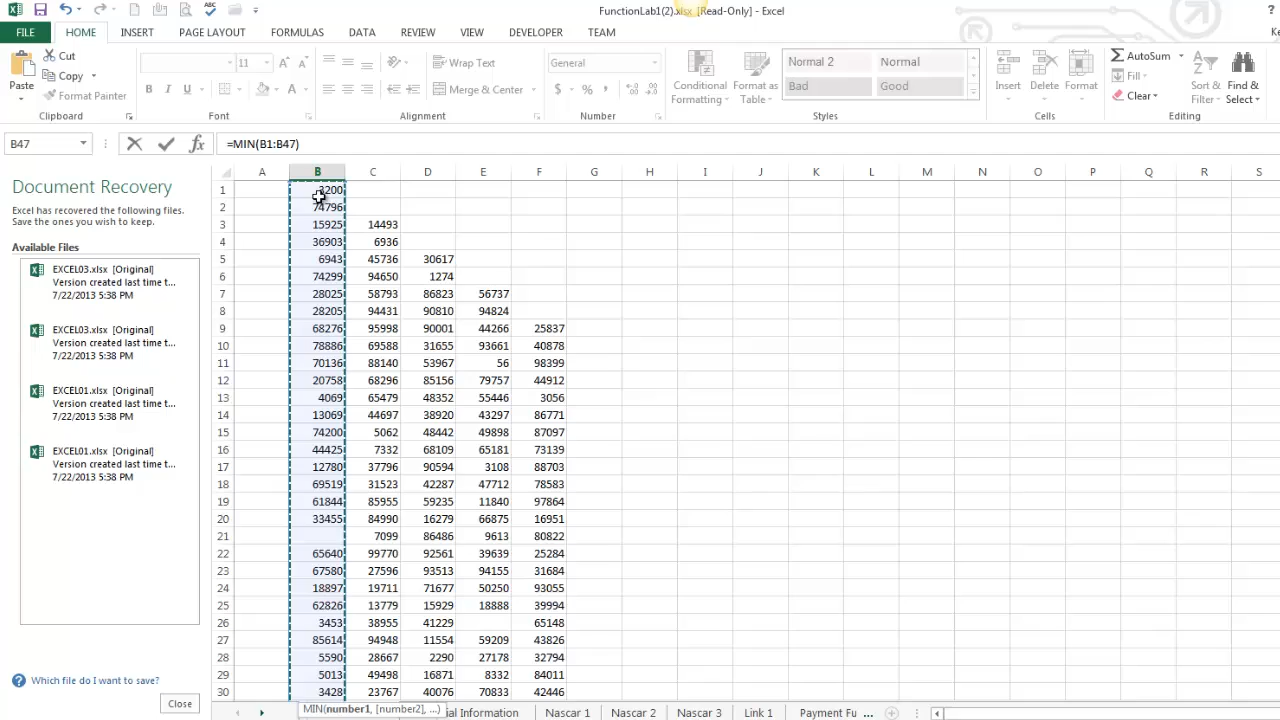 FunctionLab1(2).xlsx [Read-Only] - Excel
FILE HOME INSERT PAGE LAYOUT FORMULAS DATA REVIEW VIEW DEVELOPER TEAM
Cut
Copy
Format Painter
Paste
11
Wrap Text
Merge & Center
General
Conditional Formatting
Format as Table
Normal 2 Normal
Bad Good
Insert Delete Format
AutoSum
Fill
Clear
Sort & Filter
Find & Select
Clipboard Font Alignment Number Styles Cells Editing
B47 =MIN(B1:B47)
Document Recovery
Excel has recovered the following files.
Save the ones you wish to keep.
Available Files
EXCEL03.xlsx [Original]
Version created last time t...
7/22/2013 5:38 PM
EXCEL03.xlsx [Original]
Version created last time t...
7/22/2013 5:38 PM
EXCEL01.xlsx [Original]
Version created last time t...
7/22/2013 5:38 PM
EXCEL01.xlsx [Original]
Version created last time t...
7/22/2013 5:38 PM
Which file do I want to save?
Close
A B C D E F G H I J K L M N O P Q R S
1 3200
2 74796
3 15925 14493
4 36903 6936
5 6943 45736 30617
6 74299 94650 1274
7 28025 58793 86823 56737
8 28205 94431 90810 94824
9 68276 95998 90001 44266 25837
10 78886 69588 31655 93661 40878
11 70136 88140 53967 56 98399
12 20758 68296 85156 79757 44912
13 4069 65479 48352 55446 3056
14 13069 44697 38920 43297 86771
15 74200 5062 48442 49898 87097
16 44425 7332 68109 65181 73139
17 12780 37796 90594 3108 88703
18 69519 31523 42287 47712 78583
19 61844 85955 59235 11840 97864
20 33455 84990 16279 66875 16951
21 7099 86486 9613 80822
22 65640 99770 92561 39639 25284
23 67580 27596 93513 94155 31684
24 18897 19711 71677 50250 93055
25 62826 13779 15929 18888 39994
26 3453 38955 41229 65148
27 85614 94948 11554 59209 43826
28 5590 28667 2290 27178 32794
29 5013 49498 16871 8332 84011
30 3428 23767 40076 70833 42446
MIN(number1, [number2], ...)
Information Nascar 1 Nascar 2 Nascar 3 Link 1 Payment Fu ...